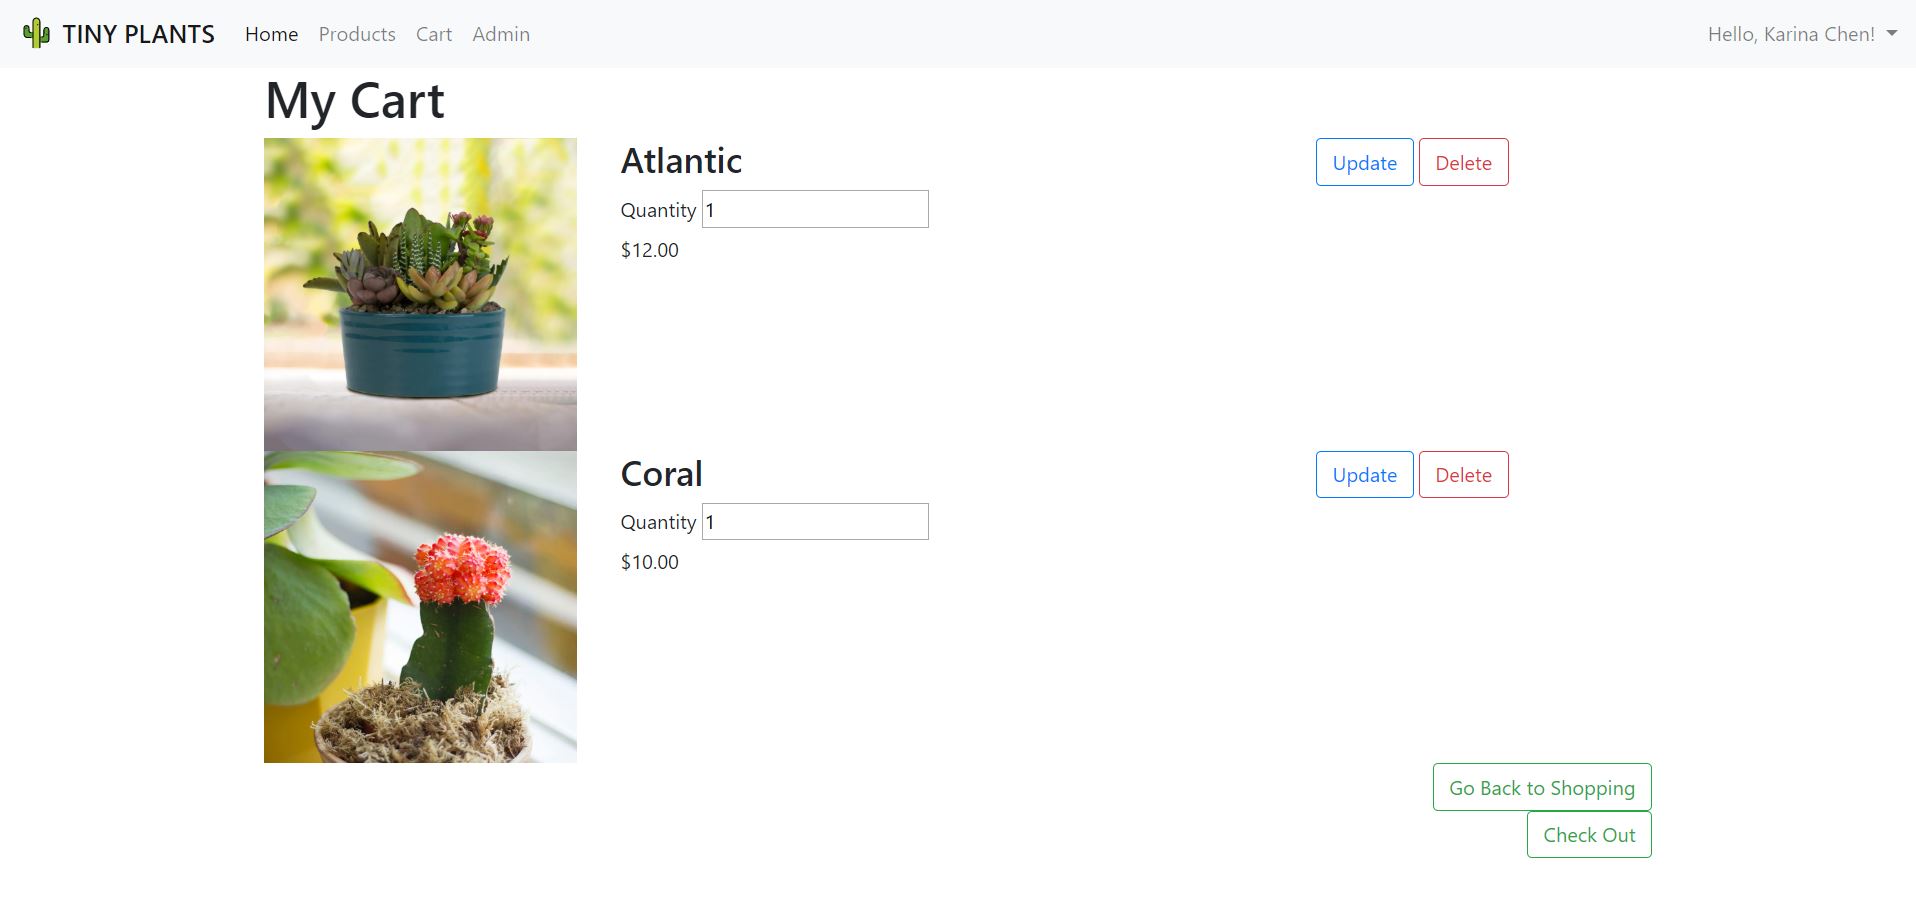 TINY PLANTS Home Products Cart Admin Hello, Karina Chen!
My Cart
Atlantic Update Delete
Quantity 1
$12.00
Coral Update Delete
Quantity 1
$10.00
Go Back to Shopping
Check Out